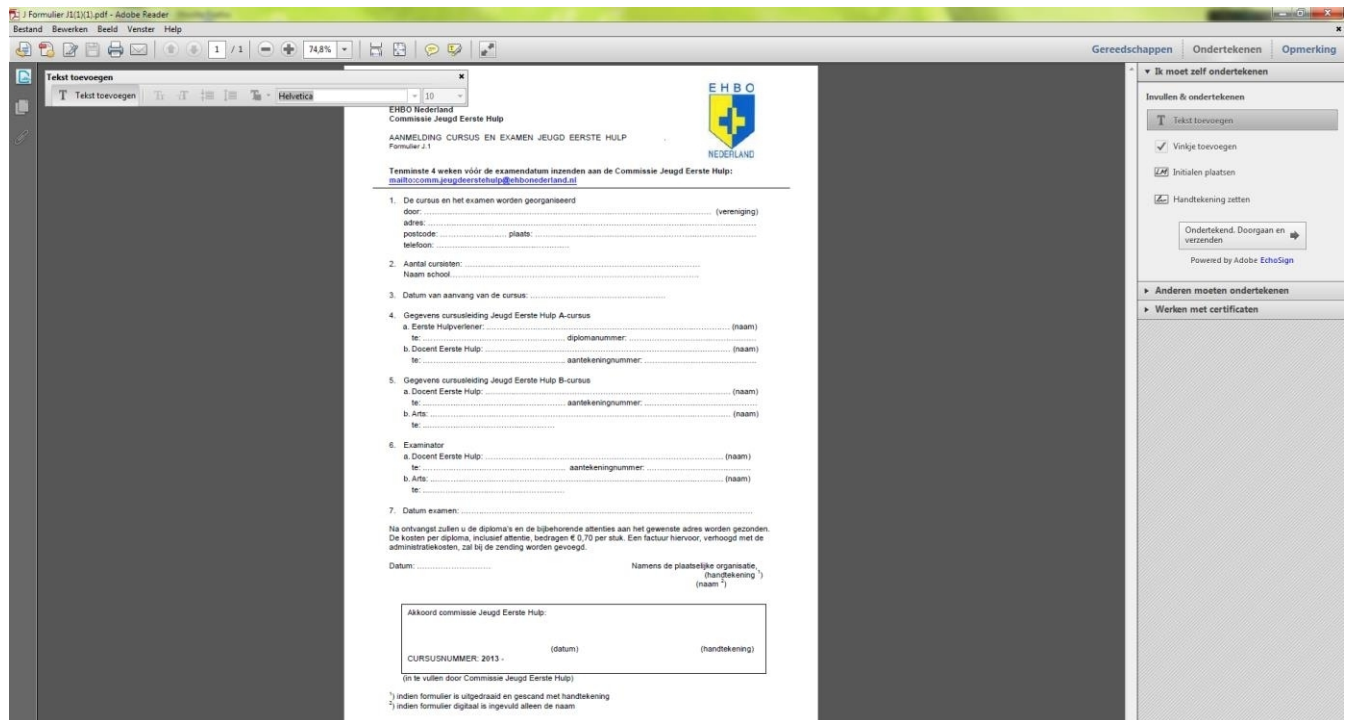 J Formulier J1(1)(1).pdf - Adobe Reader
Bestand Bewerken Beeld Venster Help
1 / 1 74,8% Gereedschappen Ondertekenen Opmerking
Tekst toevoegen
T Tekst toevoegen Helvetica 10
EHBO
NEDERLAND
EHBO Nederland
Commissie Jeugd Eerste Hulp
AANMELDING CURSUS EN EXAMEN JEUGD EERSTE HULP .
Formulier J.1
Tenminste 4 weken vóór de examendatum inzenden aan de Commissie Jeugd Eerste Hulp:
mailto:comm.jeugdeerstehulp@ehbonederland.nl
1. De cursus en het examen worden georganiseerd
door: ........................ (vereniging)
adres: ........................
postcode: ............ plaats: ........................
telefoon: ........................
2. Aantal cursisten: ........................
Naam school........................
3. Datum van aanvang van de cursus: ........................
4. Gegevens cursusleiding Jeugd Eerste Hulp A-cursus
a. Eerste Hulpverlener: ........................ (naam)
te: ........................ diplomanummer: ........................
b. Docent Eerste Hulp: ........................ (naam)
te: ........................ aantekeningnummer: ........................
5. Gegevens cursusleiding Jeugd Eerste Hulp B-cursus
a. Docent Eerste Hulp: ........................ (naam)
te: ........................ aantekeningnummer: ........................
b. Arts: ........................ (naam)
te: ........................
6. Examinator
a. Docent Eerste Hulp: ........................ (naam)
te: ........................ aantekeningnummer: ........................
b. Arts: ........................ (naam)
te: ........................
7. Datum examen: ........................
Na ontvangst zullen u de diploma's en de bijbehorende attenties aan het gewenste adres worden gezonden.
De kosten per diploma, inclusief attentie, bedragen € 0,70 per stuk. Een factuur hiervoor, verhoogd met de
administratiekosten, zal bij de zending worden gevoegd.
Datum: ............ Namens de plaatselijke organisatie,
(handtekening ¹)
(naam ²)
Akkoord commissie Jeugd Eerste Hulp:
(datum) (handtekening)
CURSUSNUMMER: 2013 -
(in te vullen door Commissie Jeugd Eerste Hulp)
¹) indien formulier is uitgedraaid en gescand met handtekening
²) indien formulier digitaal is ingevuld alleen de naam
Ik moet zelf ondertekenen
Invullen & ondertekenen
T Tekst toevoegen
Vinkje toevoegen
Initialen plaatsen
Handtekening zetten
Ondertekend. Doorgaan en
verzenden
Powered by Adobe EchoSign
Anderen moeten ondertekenen
Werken met certificaten